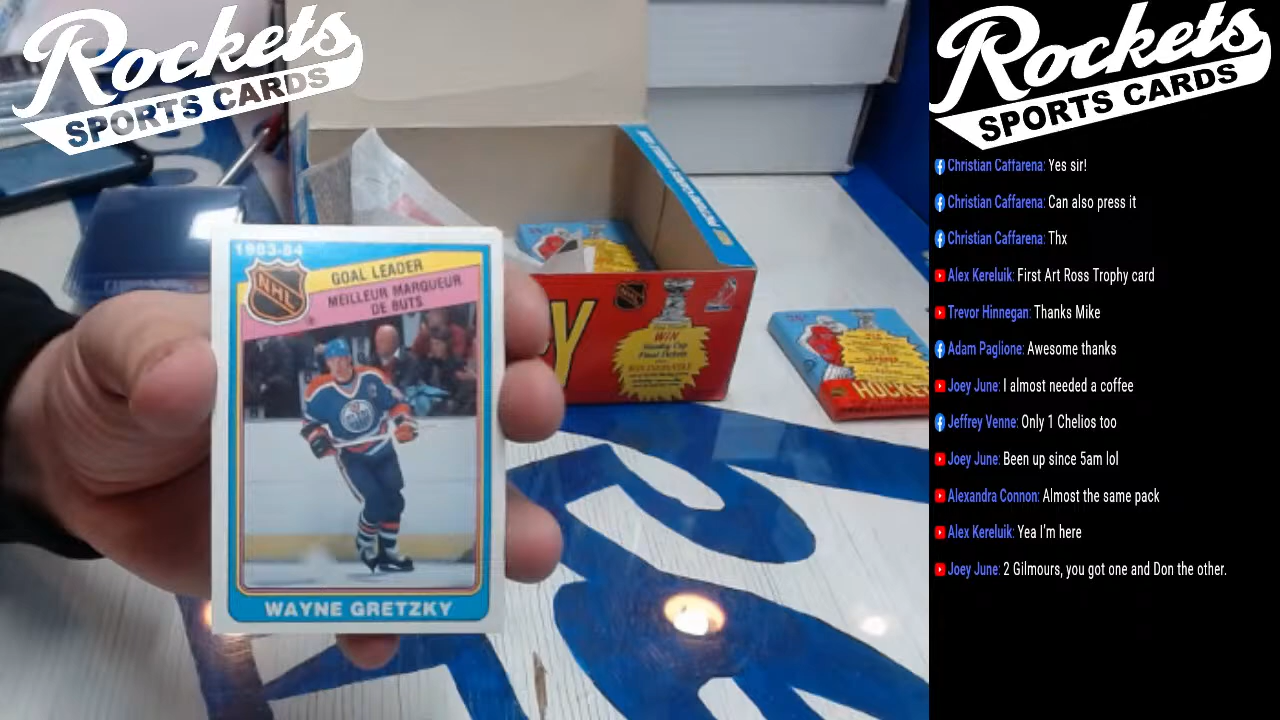 Rockets
SPORTS CARDS
1983-84
GOAL LEADER
MEILLEUR MARQUEUR
DE BUTS
NHL
WAYNE GRETZKY
NHL
WIN
HOCKEY
Rockets
SPORTS CARDS
Christian Caffarena: Yes sir!
Christian Caffarena: Can also press it
Christian Caffarena: Thx
Alex Kereluik: First Art Ross Trophy card
Trevor Hinnegan: Thanks Mike
Adam Paglione: Awesome thanks
Joey June: I almost needed a coffee
Jeffrey Venne: Only 1 Chelios too
Joey June: Been up since 5am lol
Alexandra Connon: Almost the same pack
Alex Kereluik: Yea I'm here
Joey June: 2 Gilmours, you got one and Don the other.